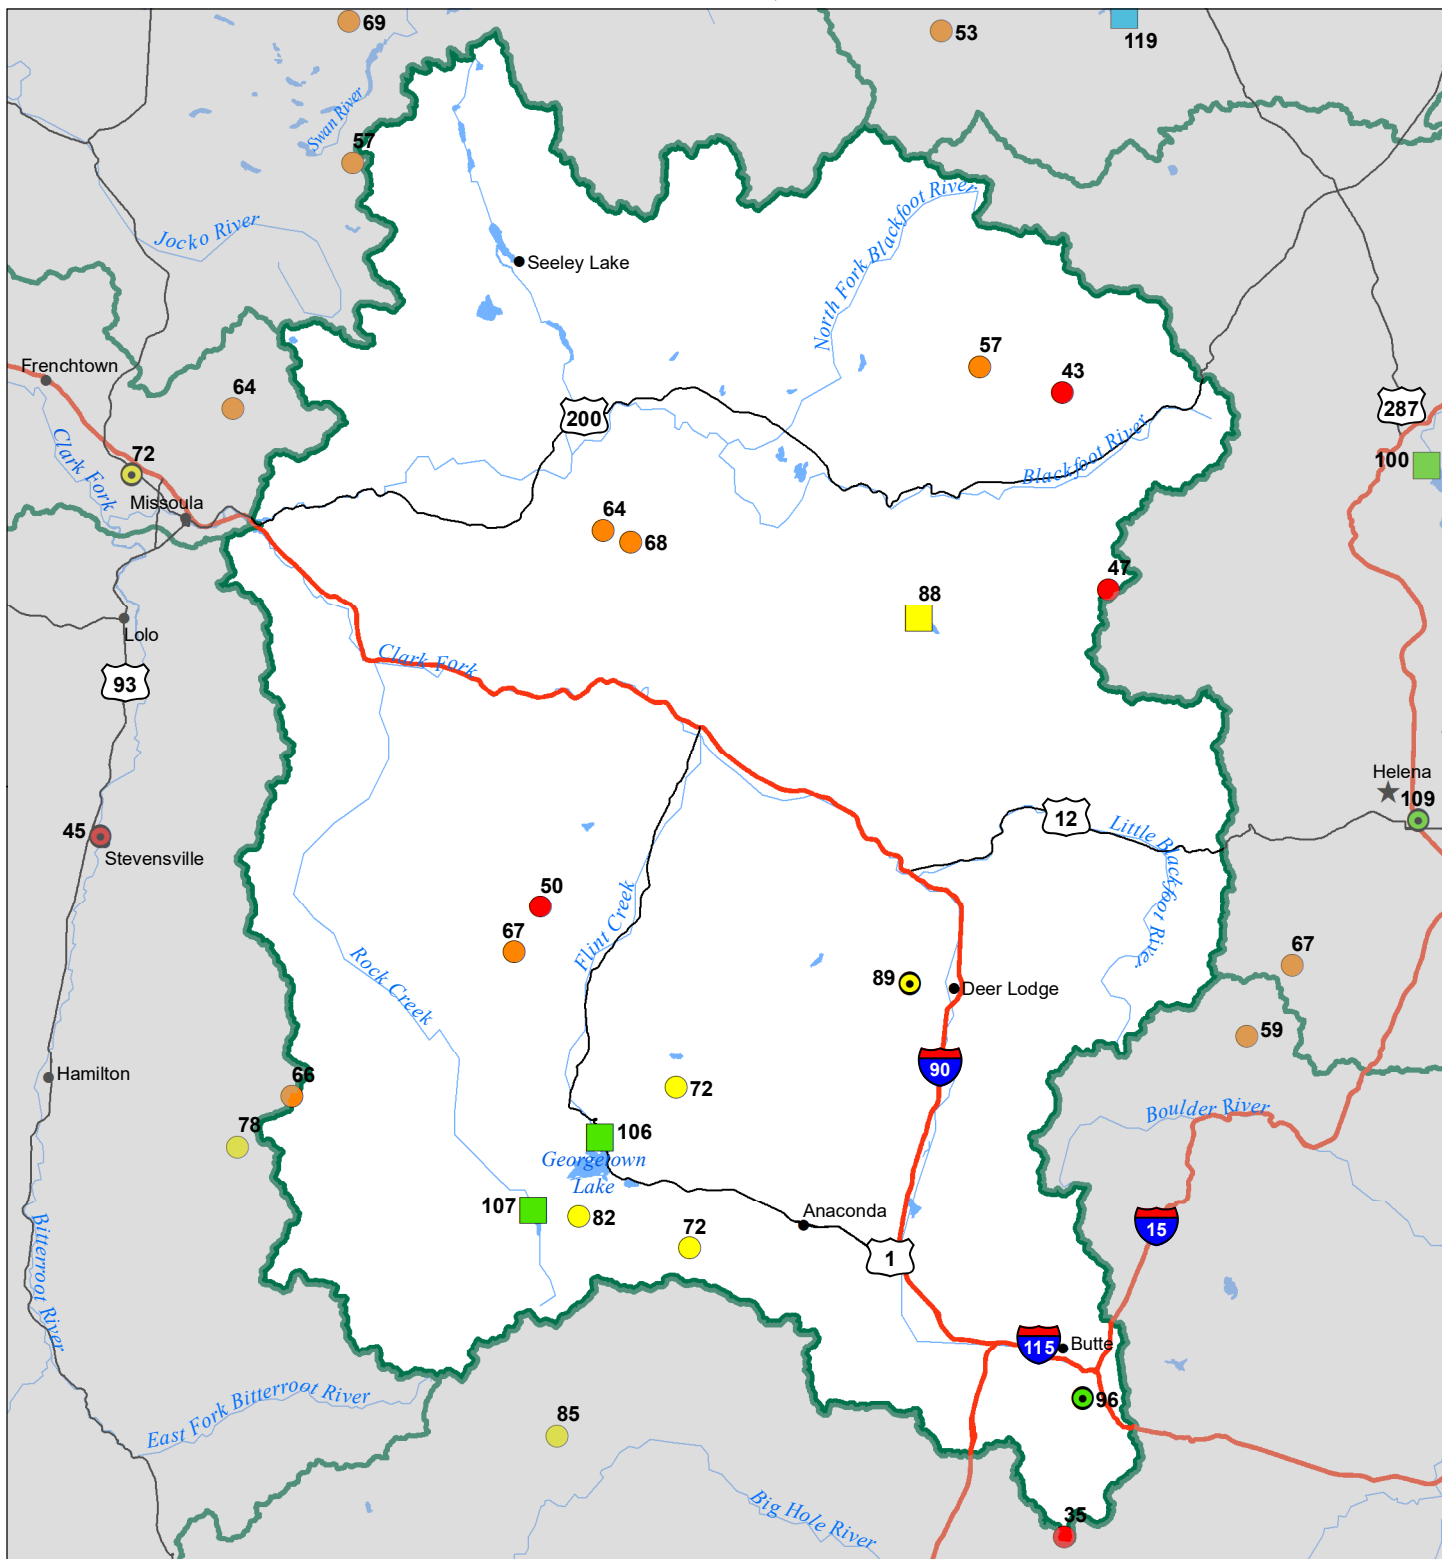 69
53
119
Swan River
57
Jocko River
North Fork Blackfoot River
Seeley Lake
Frenchtown
64
57
43
200
287
Clark Fork
72
Blackfoot River
100
Missoula
64
68
47
88
Lolo
Clark Fork
93
Helena
109
12
Little Blackfoot River
45
Stevensville
50
Flint Creek
67
67
Rock Creek
89
Deer Lodge
59
90
Hamilton
66
72
Boulder River
78
106
Georgetown
Lake
107
82
Anaconda
72
15
1
Bitterroot River
115
Butte
96
East Fork Bitterroot River
85
Big Hole River
35